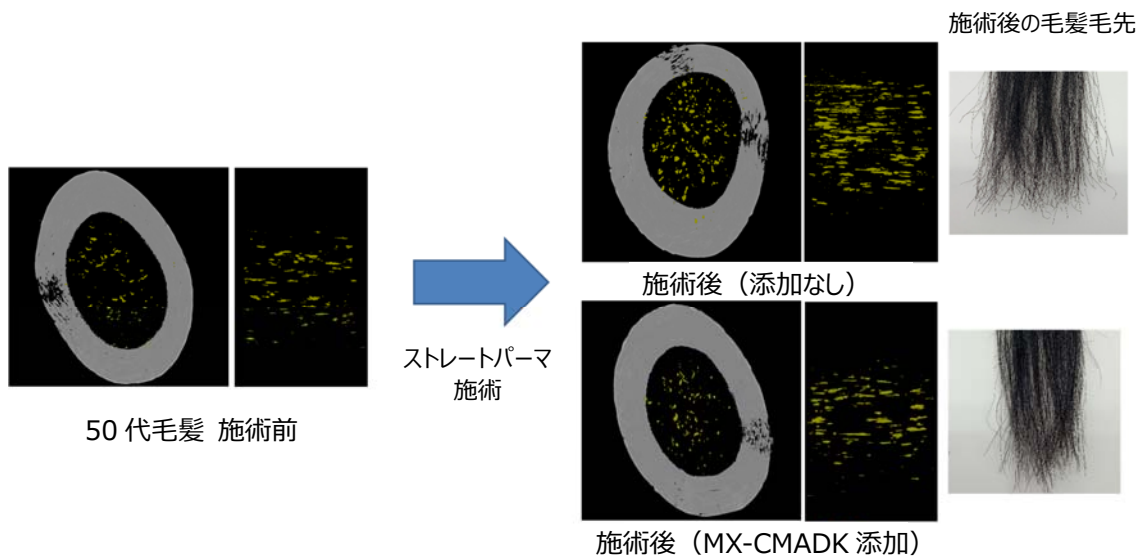 施術後の毛髪毛先
施術後（添加なし）
ストレートパーマ
施術
50 代毛髪 施術前
施術後（MX-CMADK 添加）